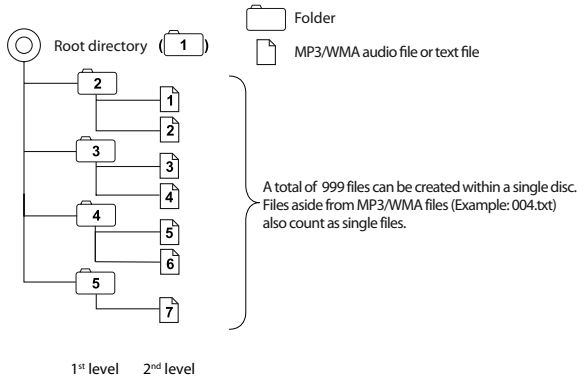 Folder
Root directory ( 1 )
MP3/WMA audio file or text file
2
1
2
3
3
4
4
5
6
5
7
A total of 999 files can be created within a single disc.
Files aside from MP3/WMA files (Example: 004.txt)
also count as single files.
1st level 2nd level